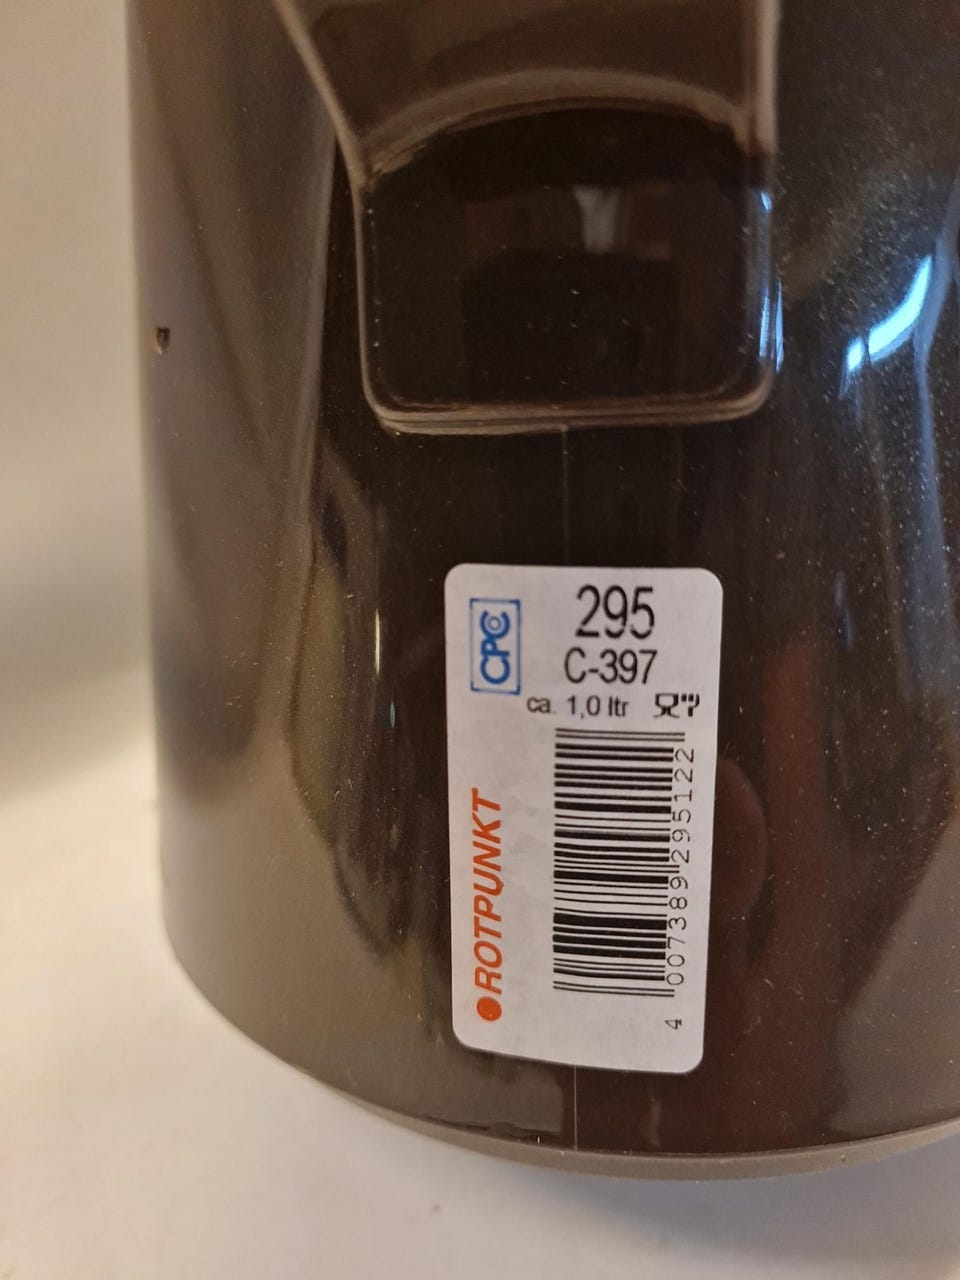 CPC
295
C-397
ca. 1,0 ltr
ROTPUNKT
4 007389 295122